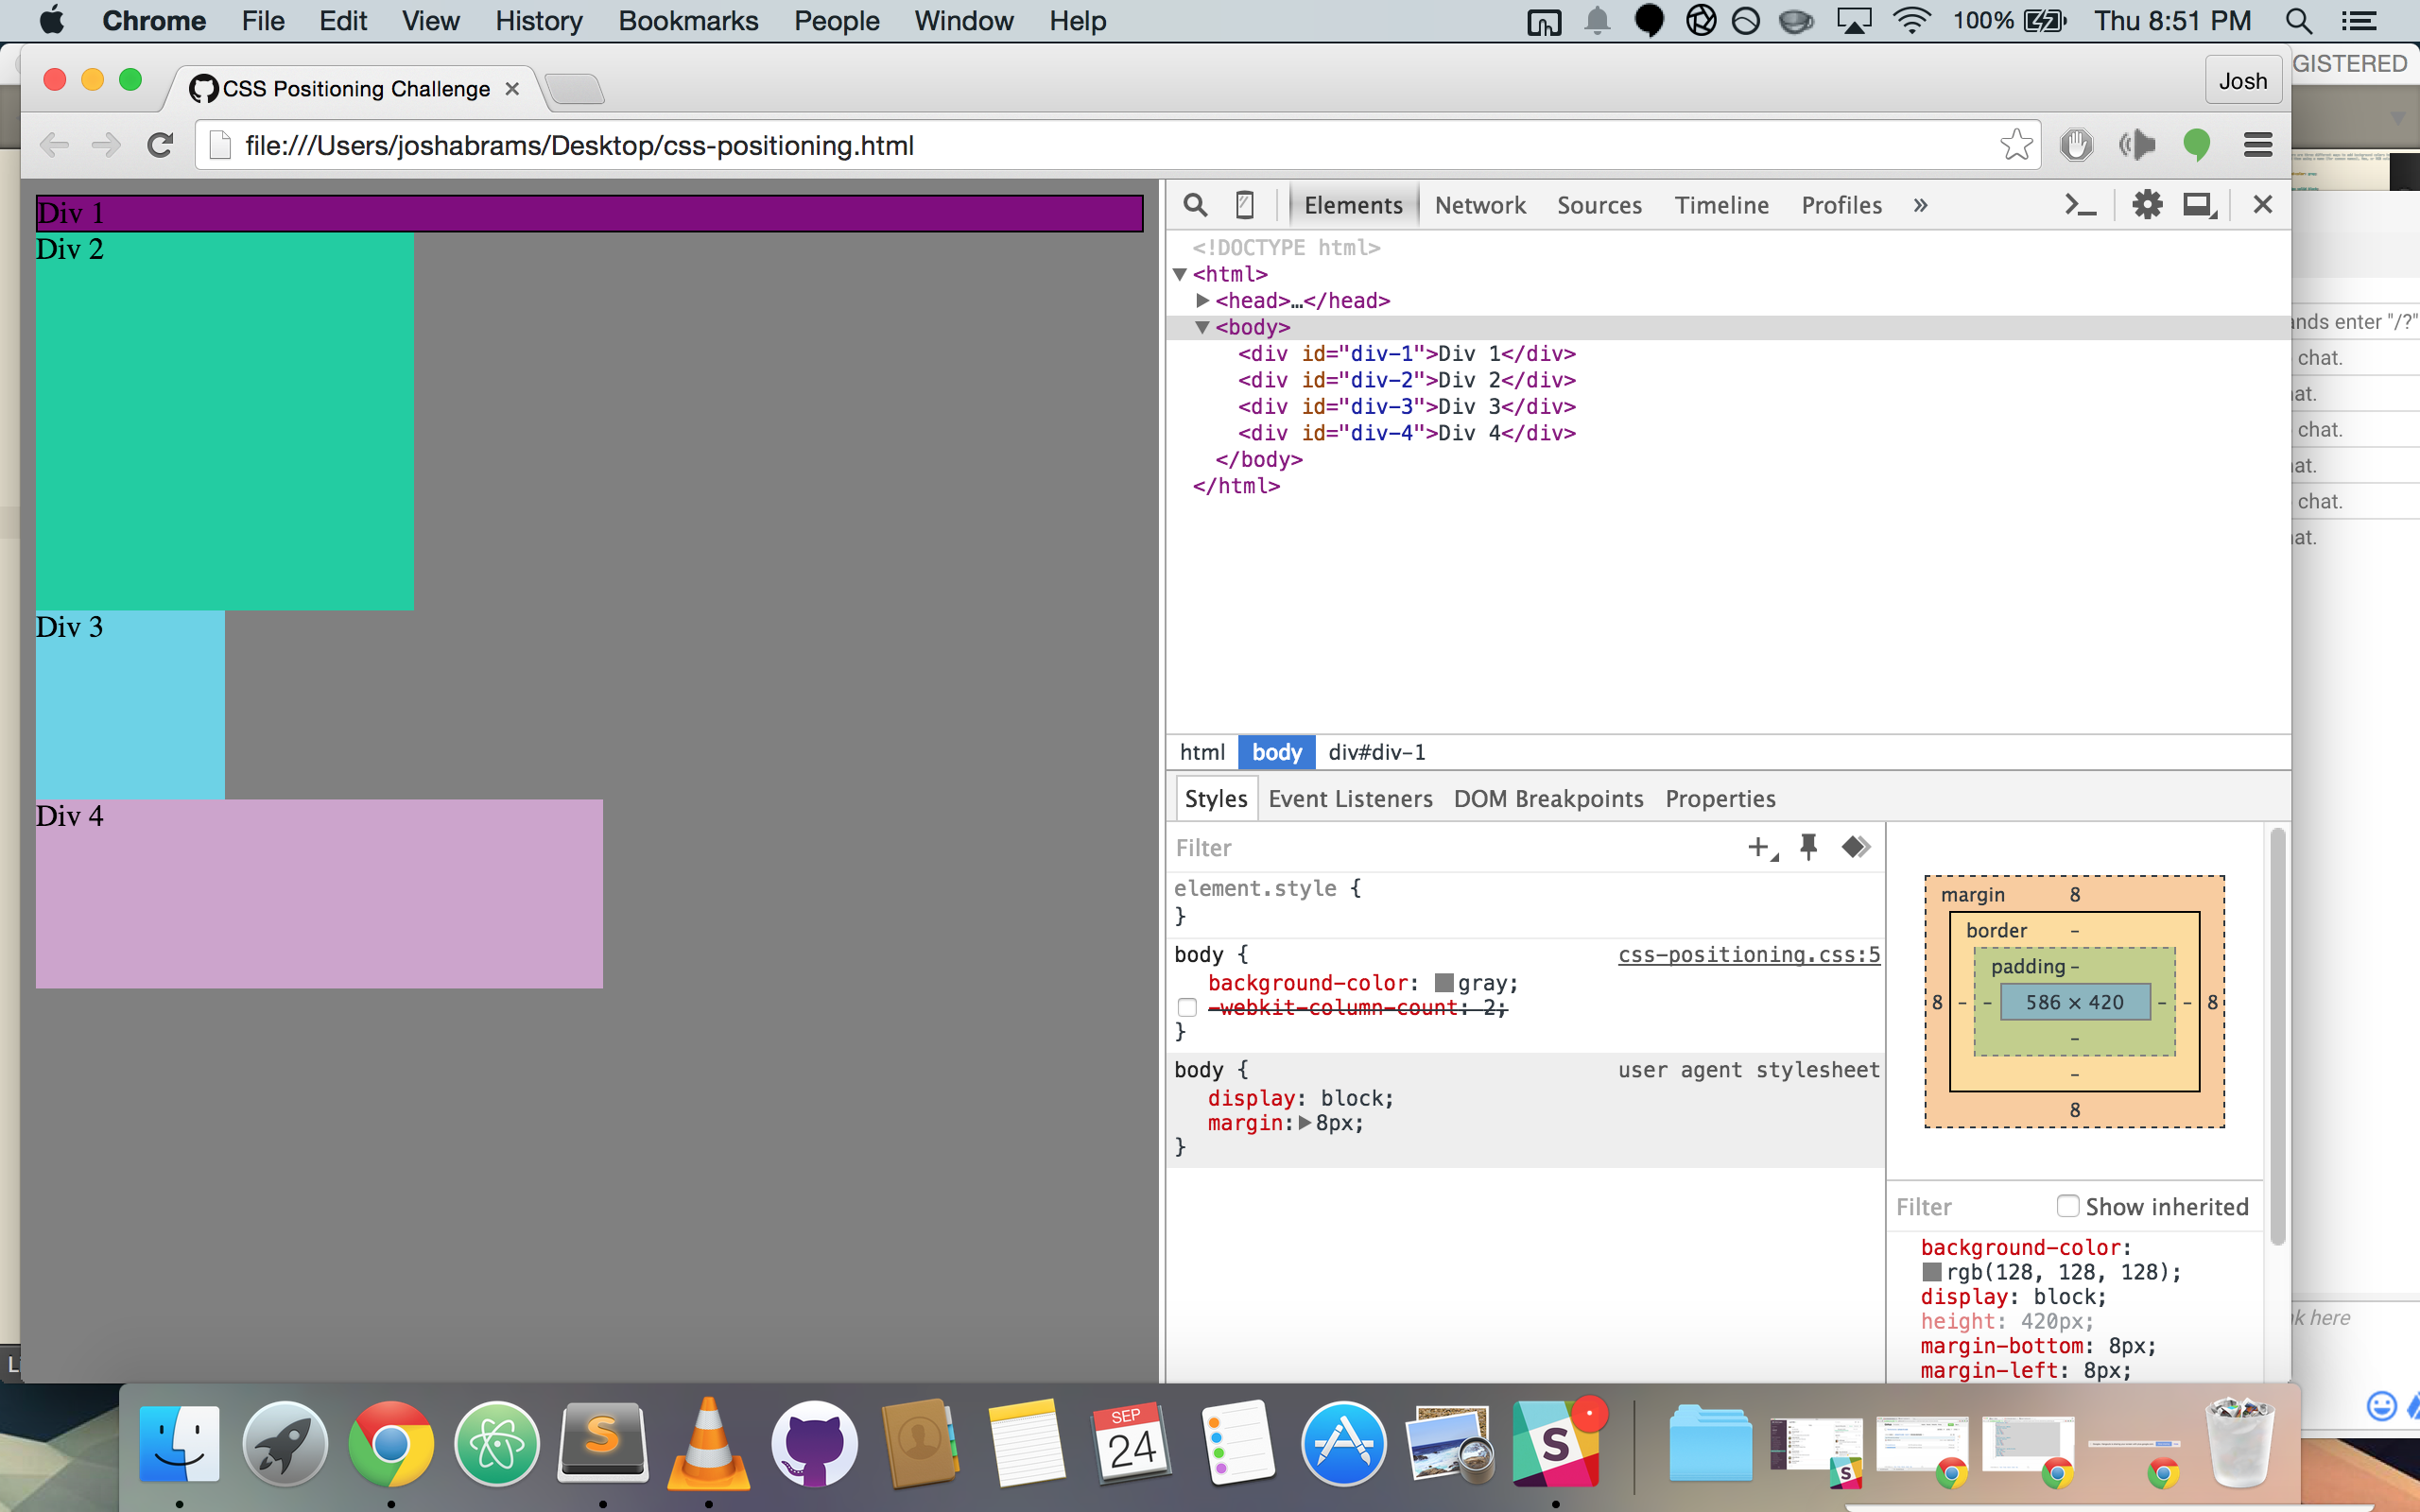 Chrome File Edit View History Bookmarks People Window Help 100% Thu 8:51 PM
GISTERED
CSS Positioning Challenge Josh
file:///Users/joshabrams/Desktop/css-positioning.html
Div 1
Div 2
Div 3
Div 4
Elements Network Sources Timeline Profiles »
<!DOCTYPE html>
<html>
<head>…</head>
<body>
<div id="div-1">Div 1</div>
<div id="div-2">Div 2</div>
<div id="div-3">Div 3</div>
<div id="div-4">Div 4</div>
</body>
</html>
html body div#div-1
Styles Event Listeners DOM Breakpoints Properties
Filter
element.style {
}
body { css-positioning.css:5
background-color: gray;
-webkit-column-count: 2;
}
body { user agent stylesheet
display: block;
margin: 8px;
}
margin 8
border -
padding -
8 - - 586 × 420 - - 8
-
-
8
Filter Show inherited
background-color:
rgb(128, 128, 128);
display: block;
height: 420px;
margin-bottom: 8px;
margin-left: 8px;
ands enter "/?"
chat.
at.
chat.
at.
chat.
at.
k here
SEP
24